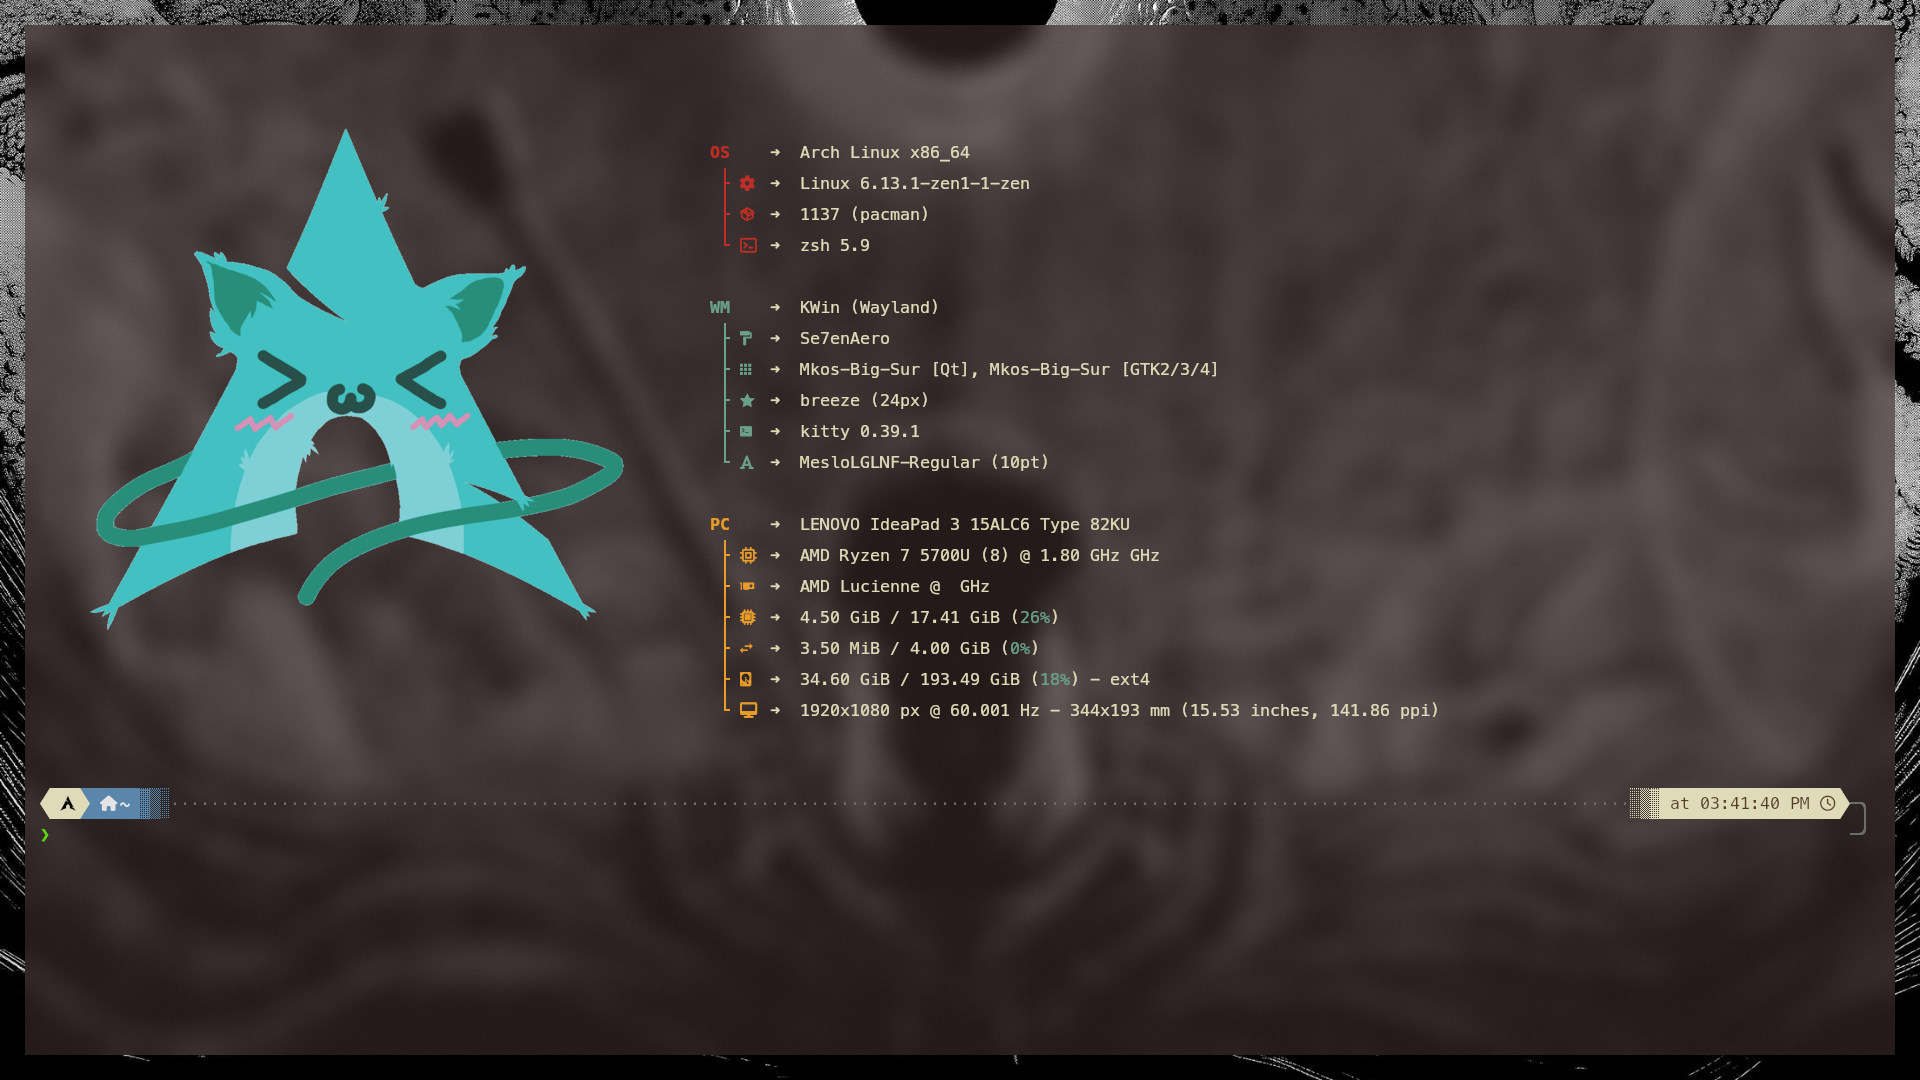 OS ➜ Arch Linux x86_64
➜ Linux 6.13.1-zen1-1-zen
➜ 1137 (pacman)
➜ zsh 5.9
WM ➜ KWin (Wayland)
➜ Se7enAero
➜ Mkos-Big-Sur [Qt], Mkos-Big-Sur [GTK2/3/4]
➜ breeze (24px)
➜ kitty 0.39.1
➜ MesloLGLNF-Regular (10pt)
PC ➜ LENOVO IdeaPad 3 15ALC6 Type 82KU
➜ AMD Ryzen 7 5700U (8) @ 1.80 GHz GHz
➜ AMD Lucienne @  GHz
➜ 4.50 GiB / 17.41 GiB (26%)
➜ 3.50 MiB / 4.00 GiB (0%)
➜ 34.60 GiB / 193.49 GiB (18%) - ext4
➜ 1920x1080 px @ 60.001 Hz - 344x193 mm (15.53 inches, 141.86 ppi)
~ at 03:41:40 PM
❯